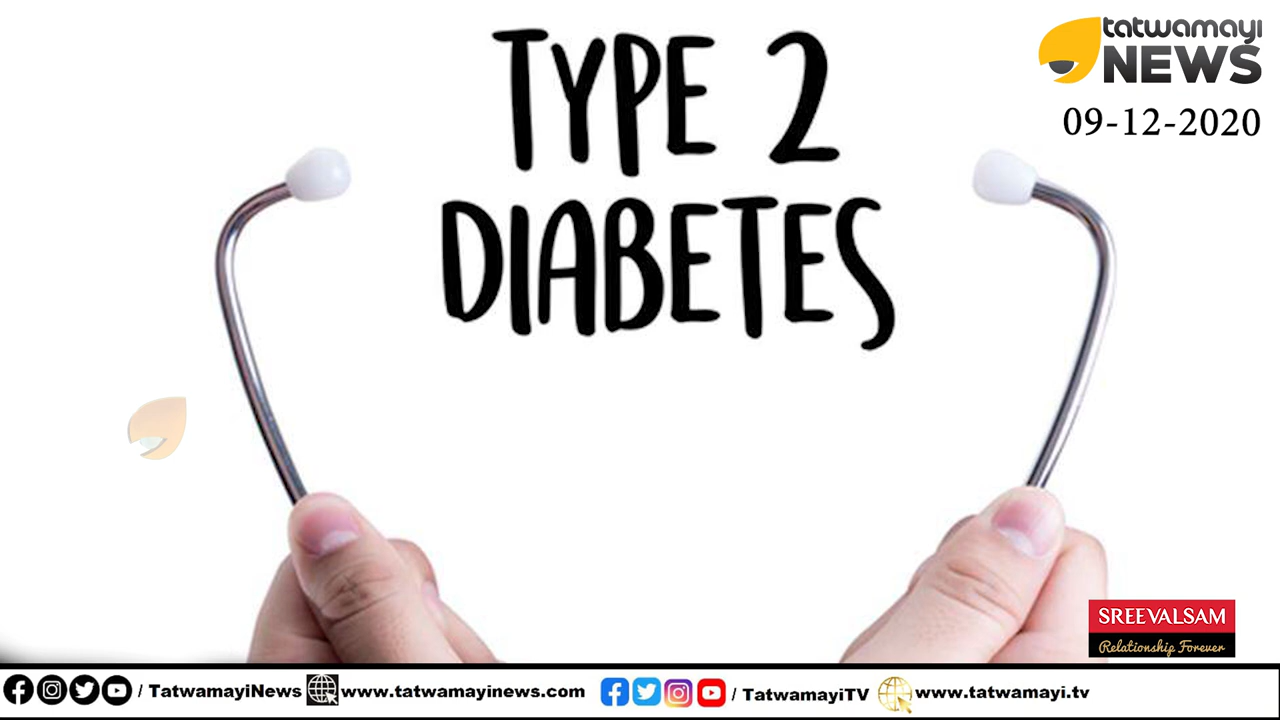 TYPE 2
DIABETES
tatwamayi
NEWS
09-12-2020
SREEVALSAM
Relationship Forever
/ TatwamayiNews www.tatwamayinews.com / TatwamayiTV www.tatwamayi.tv